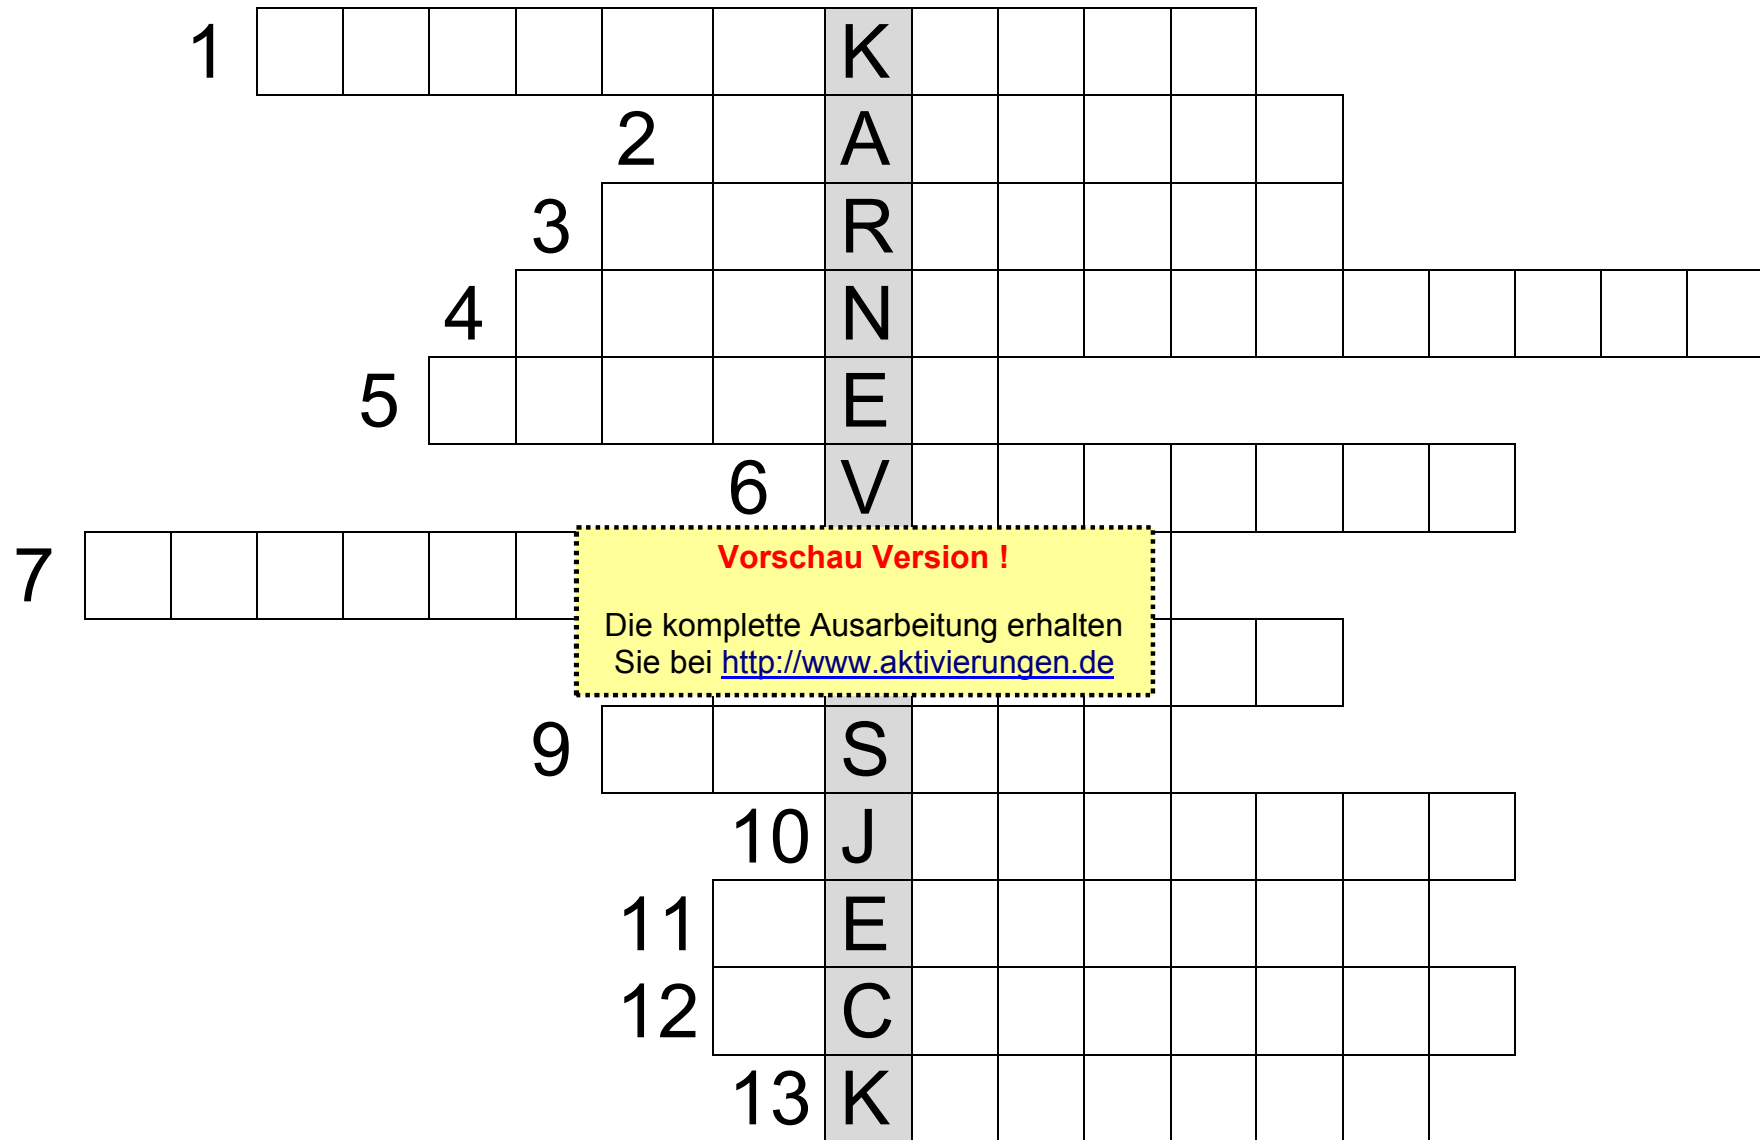 1 K
2 A
3 R
4 N
5 E
6 V
Vorschau Version !
7
Die komplette Ausarbeitung erhalten
Sie bei http://www.aktivierungen.de
9 S
10 J
11 E
12 C
13 K